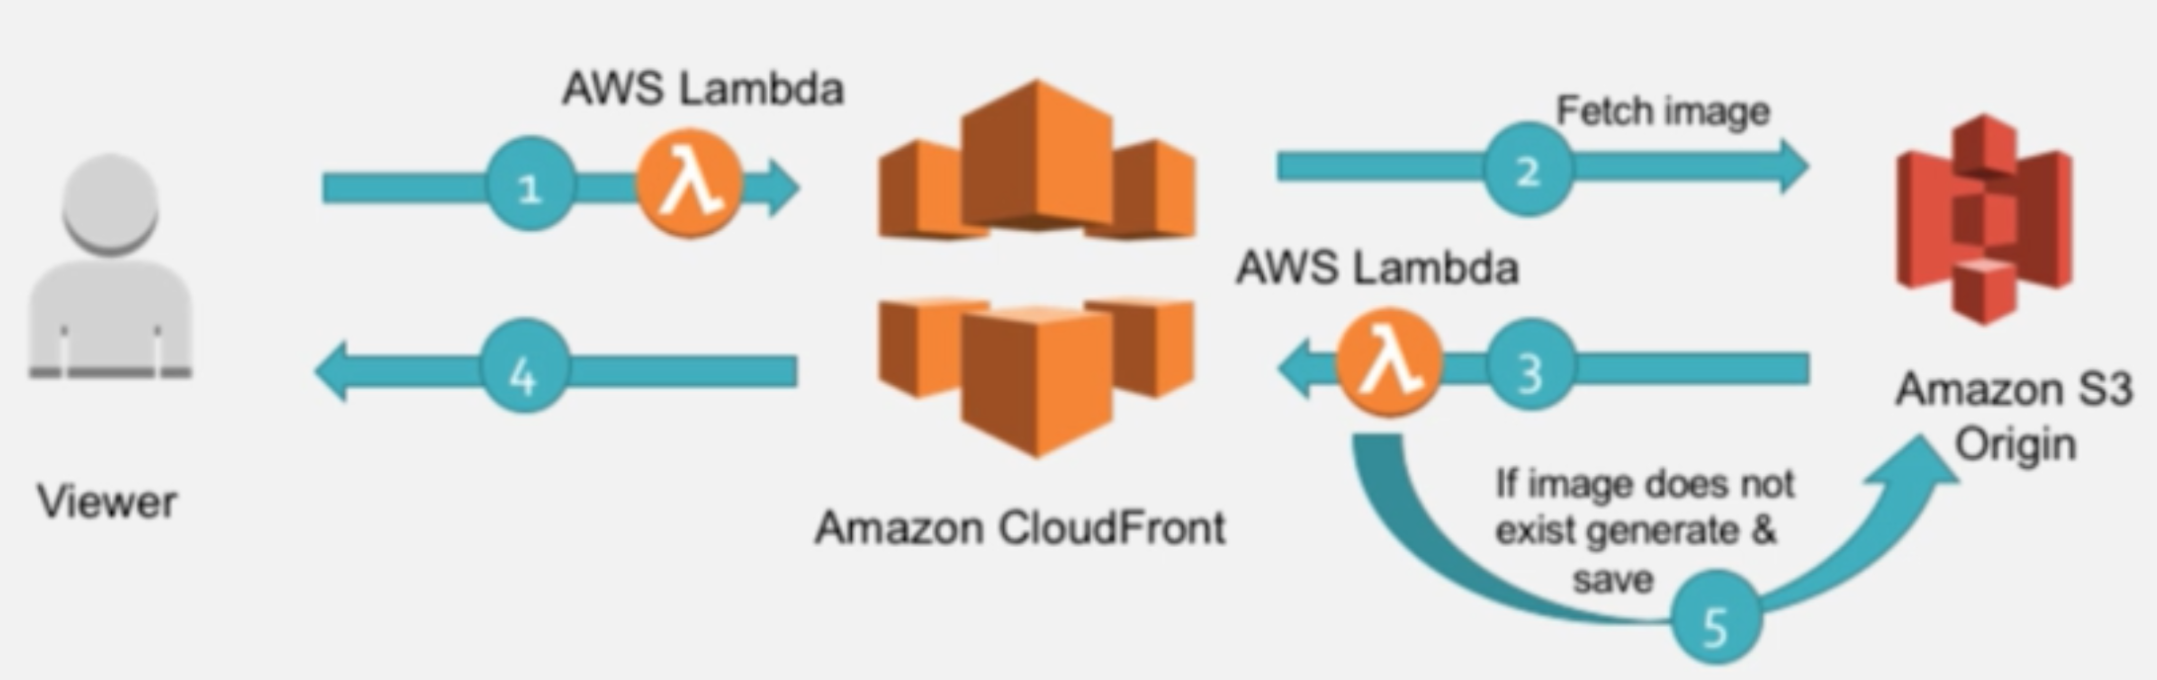 AWS Lambda
1
λ
Fetch image
2
AWS Lambda
λ
3
4
Viewer
Amazon CloudFront
Amazon S3
Origin
If image does not
exist generate &
save
5